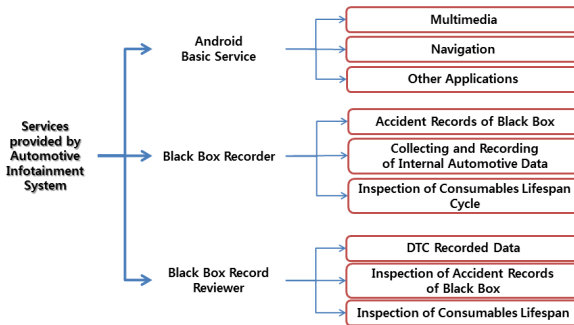 Services
provided by
Automotive
Infotainment
System
Android
Basic Service
Multimedia
Navigation
Other Applications
Black Box Recorder
Accident Records of Black Box
Collecting and Recording
of Internal Automotive Data
Inspection of Consumables Lifespan
Cycle
Black Box Record
Reviewer
DTC Recorded Data
Inspection of Accident Records
of Black Box
Inspection of Consumables Lifespan